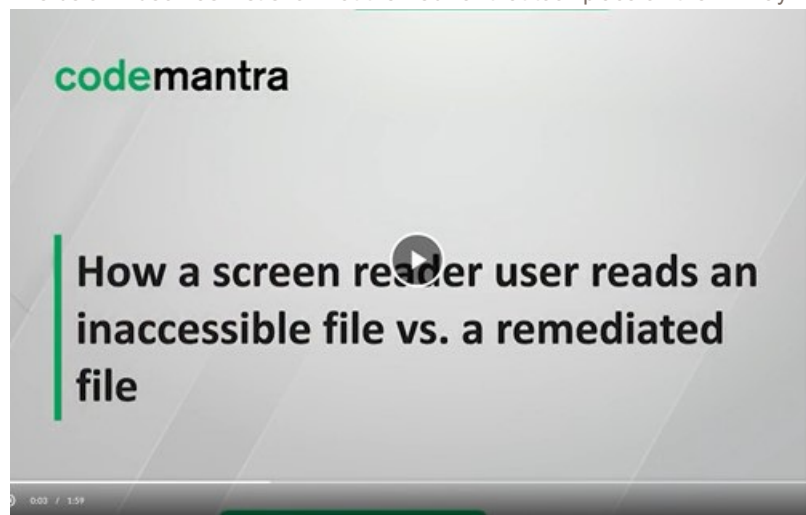 codemantra
How a screen reader user reads an
inaccessible file vs. a remediated
file
0:03 / 1:59